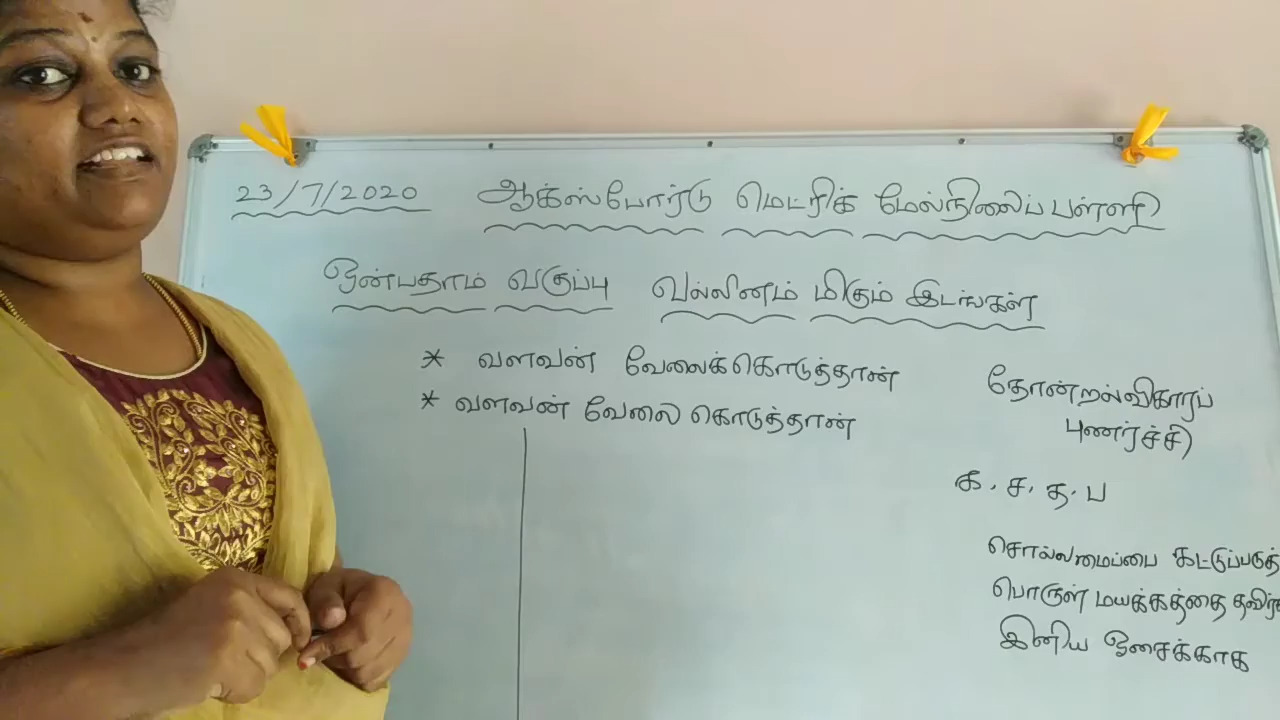 23/7/2020 ஆக்ஸ்போர்டு மெட்ரிக் மேல்நிலைப்பள்ளி
ஒன்பதாம் வகுப்பு வல்லினம் மிகும் இடங்கள்
* வளவன் வேலைக்கொடுத்தான்
* வளவன் வேலை கொடுத்தான்
தோன்றல்விகாரப்
புணர்ச்சி
க, ச, த, ப
சொல்லமைப்பை கட்டுப்படுத்
பொருள் மயக்கத்தை தவிர்க
இனிய ஓசைக்காக